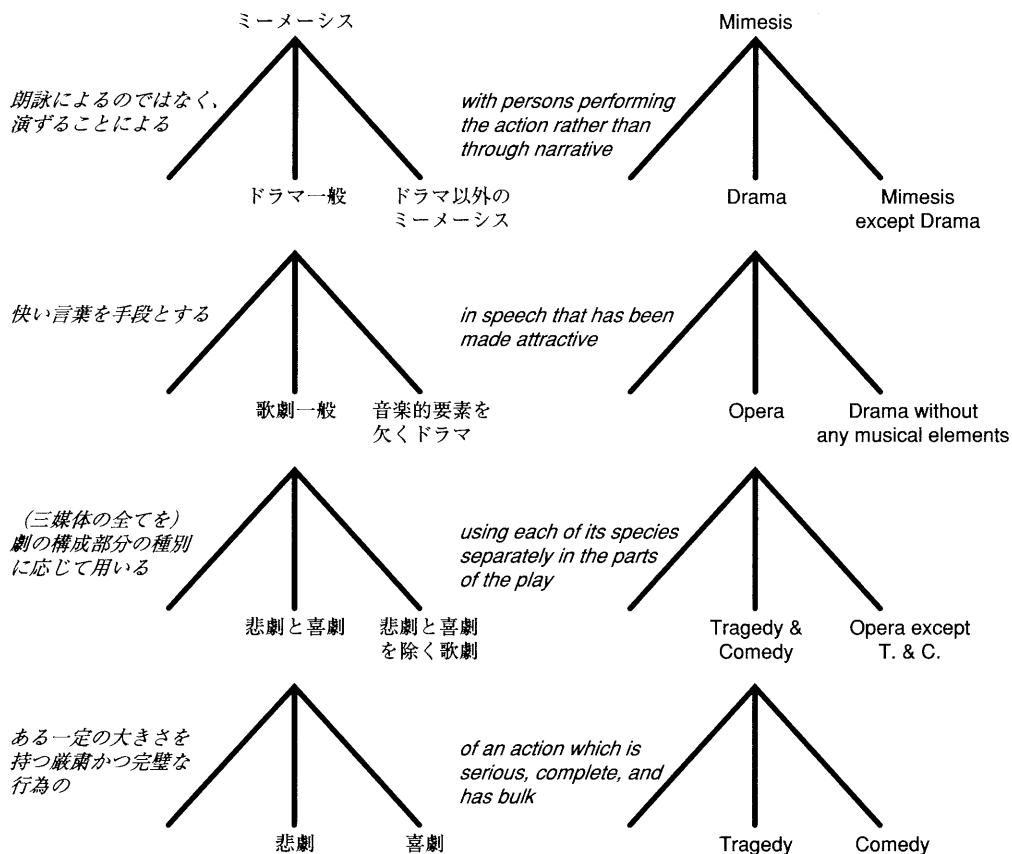 ミーメーシス
朗詠によるのではなく、
演ずることによる
ドラマ一般
ドラマ以外の
ミーメーシス
快い言葉を手段とする
歌劇一般
音楽的要素を
欠くドラマ
（三媒体の全てを）
劇の構成部分の種別
に応じて用いる
悲劇と喜劇
悲劇と喜劇
を除く歌劇
ある一定の大きさを
持つ厳粛かつ完璧な
行為の
悲劇
喜劇
Mimesis
with persons performing
the action rather than
through narrative
Drama
Mimesis
except Drama
in speech that has been
made attractive
Opera
Drama without
any musical elements
using each of its species
separately in the parts
of the play
Tragedy &
Comedy
Opera except
T. & C.
of an action which is
serious, complete, and
has bulk
Tragedy
Comedy